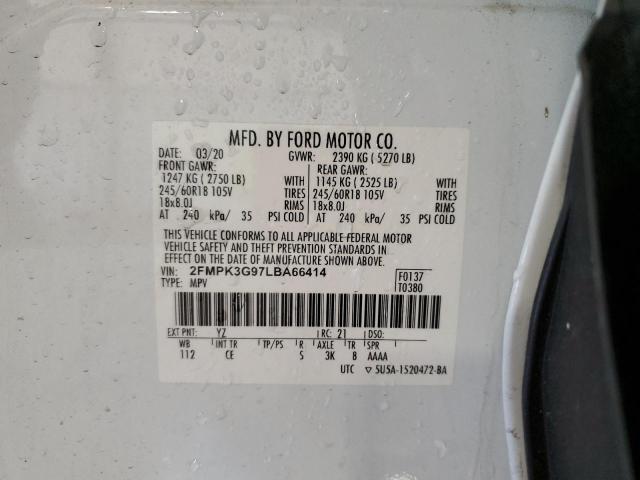 MFD. BY FORD MOTOR CO.
DATE: 03/20 GVWR: 2390 KG ( 5270 LB)
FRONT GAWR: REAR GAWR:
1247 KG ( 2750 LB) WITH 1145 KG ( 2525 LB) WITH
245/60R18 105V TIRES 245/60R18 105V TIRES
18x8.0J RIMS 18x8.0J RIMS
AT 240 kPa/ 35 PSI COLD AT 240 kPa/ 35 PSI COLD
THIS VEHICLE CONFORMS TO ALL APPLICABLE FEDERAL MOTOR
VEHICLE SAFETY AND THEFT PREVENTION STANDARDS IN
EFFECT ON THE DATE OF MANUFACTURE SHOWN ABOVE.
VIN: 2FMPK3G97LBA66414 F0137
TYPE: MPV T0380
EXT PNT: YZ RC: 21 DSO:
WB INT TR TP/PS R AXLE TR SPR
112 CE S 3K 8 AAAA
UTC ▽ 5U5A-1520472-BA